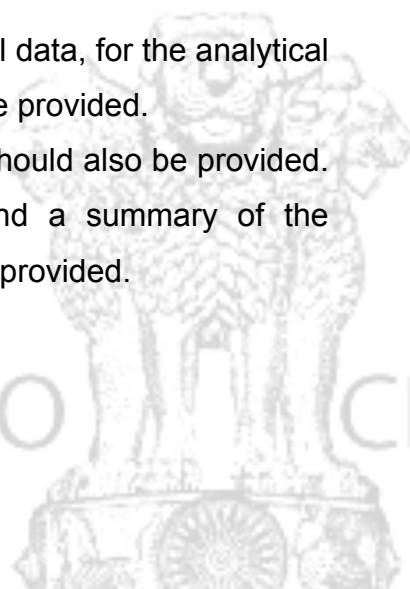 l data, for the analytical
e provided.
hould also be provided.
nd a summary of the
provided.
O C